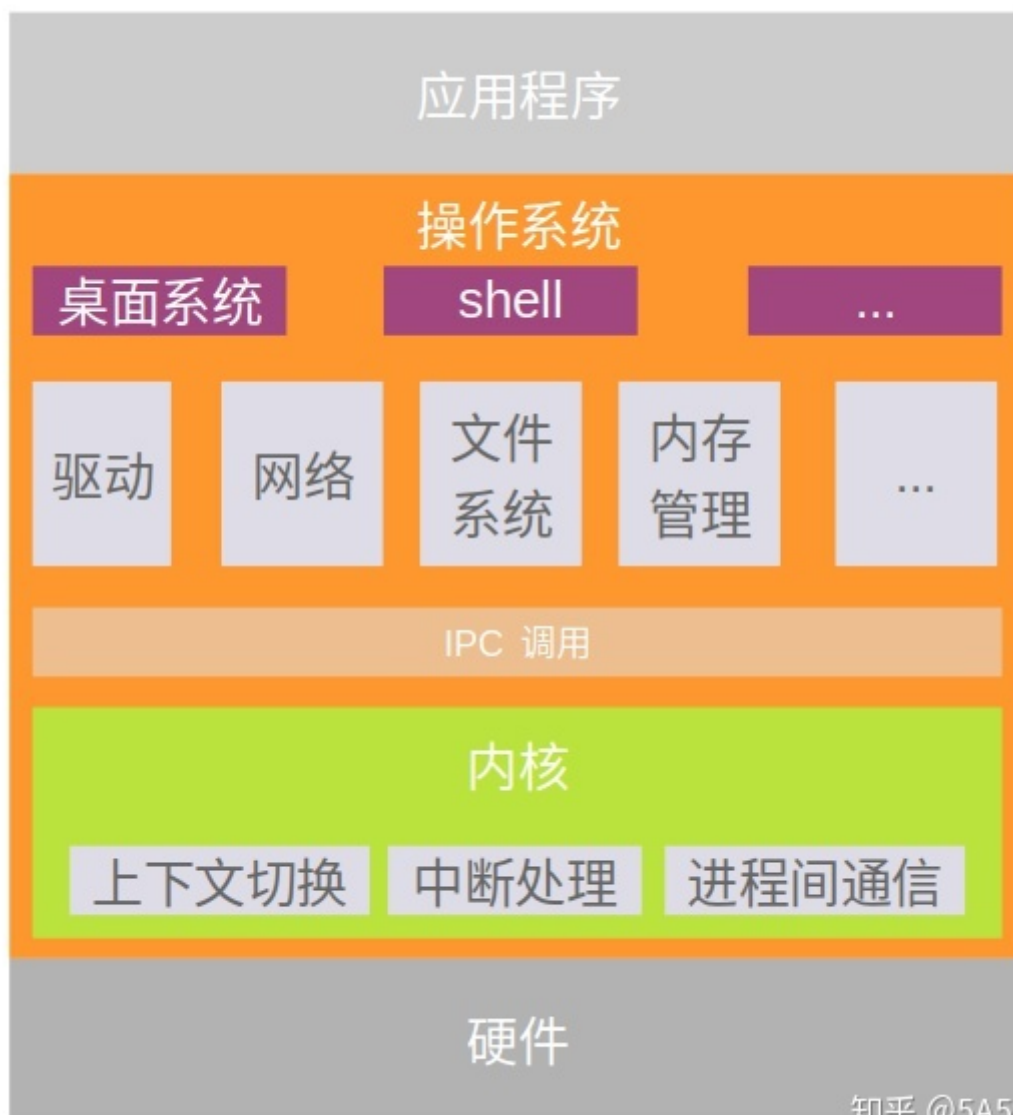 应用程序
操作系统
桌面系统 shell ...
驱动 网络 文件系统 内存管理 ...
IPC 调用
内核
上下文切换 中断处理 进程间通信
硬件
知乎 @5A5